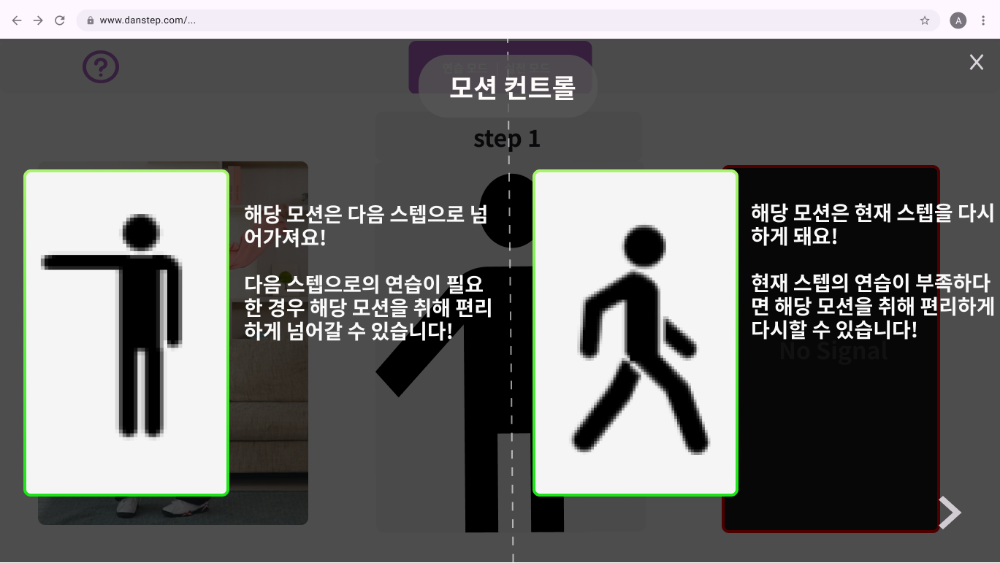 www.danstep.com/...
A
연습 모드 | 실전 모드
모션 컨트롤
step 1
해당 모션은 다음 스텝으로 넘
어가져요!
다음 스텝으로의 연습이 필요
한 경우 해당 모션을 취해 편리
하게 넘어갈 수 있습니다!
해당 모션은 현재 스텝을 다시
하게 돼요!
현재 스텝의 연습이 부족하다
면 해당 모션을 취해 편리하게
다시할 수 있습니다!
No Signal